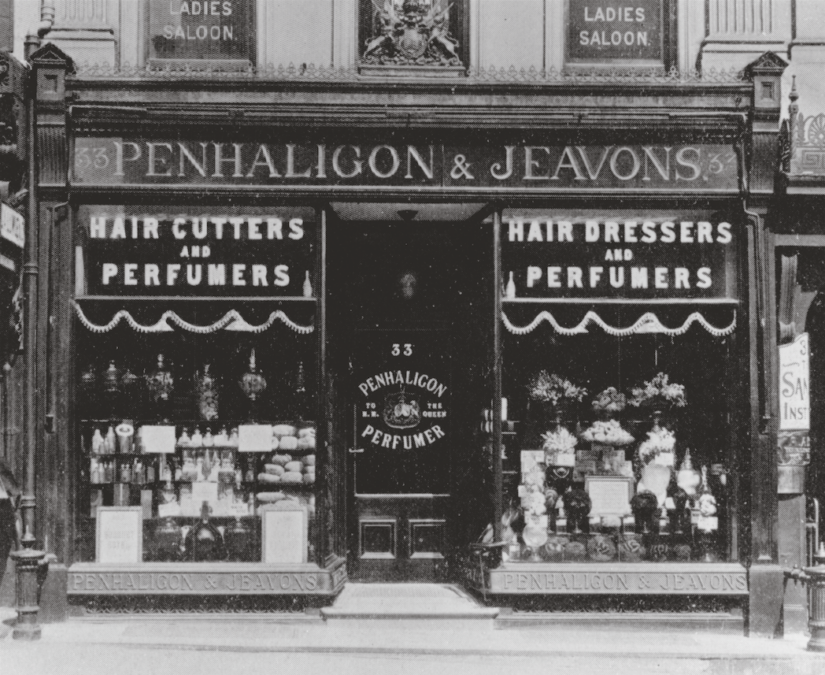 LADIES
SALOON.
LADIES
SALOON.
33 PENHALIGON & JEAVONS. 33
HAIR CUTTERS
AND
PERFUMERS
HAIR DRESSERS
AND
PERFUMERS
33
PENHALIGON
TO THE
H.M. QUEEN
PERFUMER
PENHALIGON & JEAVONS
PENHALIGON & JEAVONS